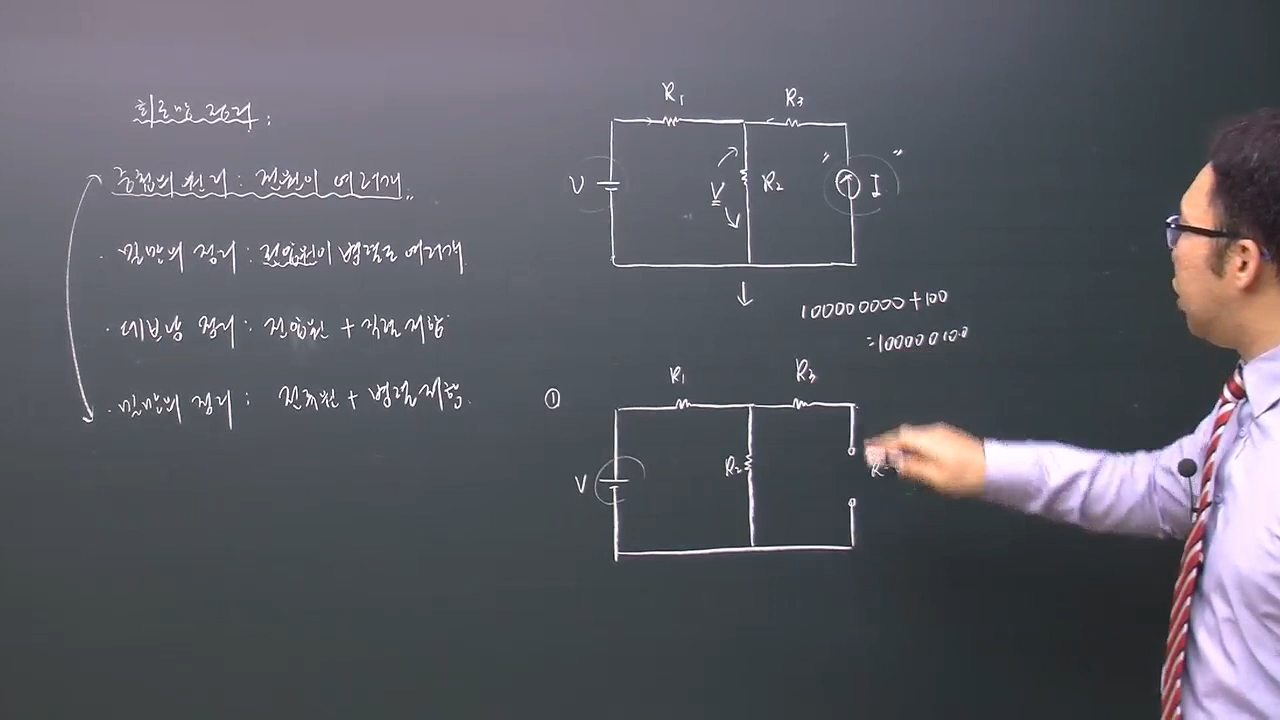 회로망 정리 :
중첩의 원리 : 전원이 여러개
· 밀만의 정리 : 전압원이 병렬로 여러개
· 테브낭 정리 : 전압원 + 직렬저항
· 밀만의 정리 : 전류원 + 병렬저항.
R₁ R₃
V V R₂ " I "
100000000+100
=100000100
R₁ R₃
①
V R₂